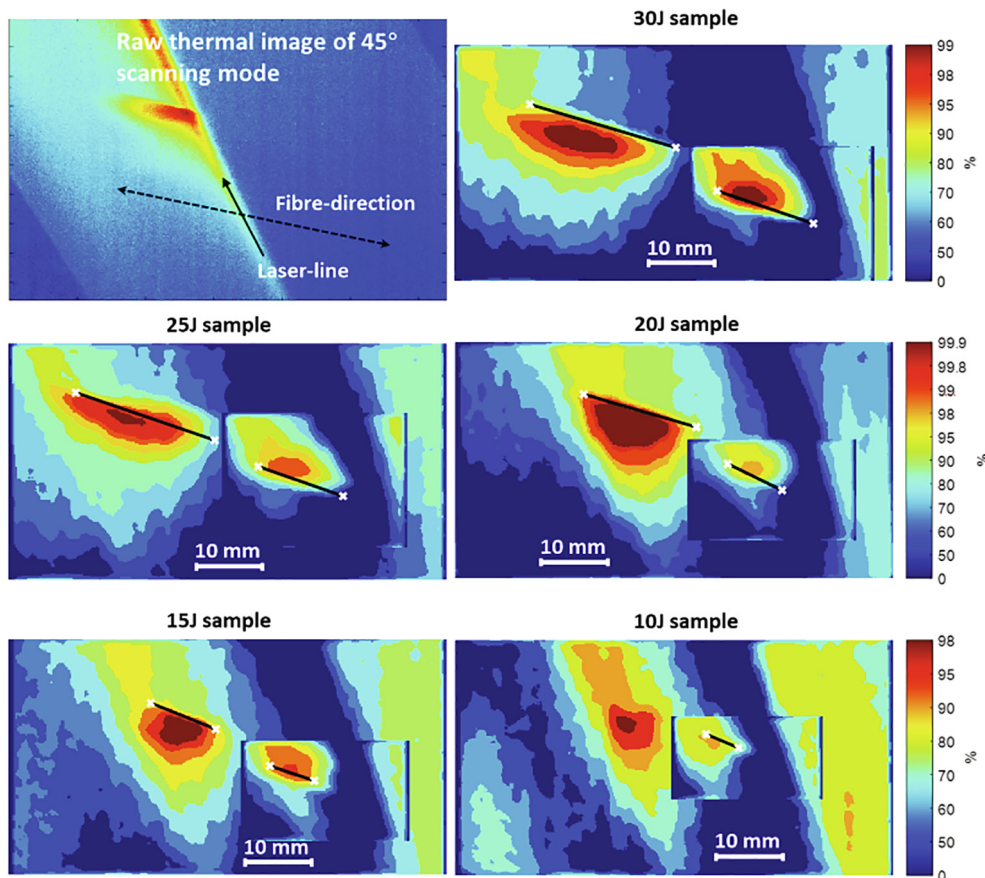 Raw thermal image of 45°
scanning mode
Fibre-direction
Laser-line
30J sample
10 mm
99
98
95
90
80
70
60
50
0
%
25J sample
10 mm
20J sample
10 mm
99.9
99.8
99
98
95
90
80
70
60
50
0
%
15J sample
10 mm
10J sample
10 mm
98
95
90
80
70
60
50
0
%